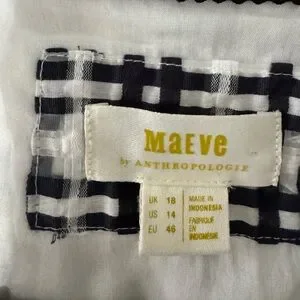 MAEVE
by ANTHROPOLOGIE
UK 18
US 14
EU 46
MADE IN
INDONESIA
FABRIQUÉ
EN
INDONÉSIE